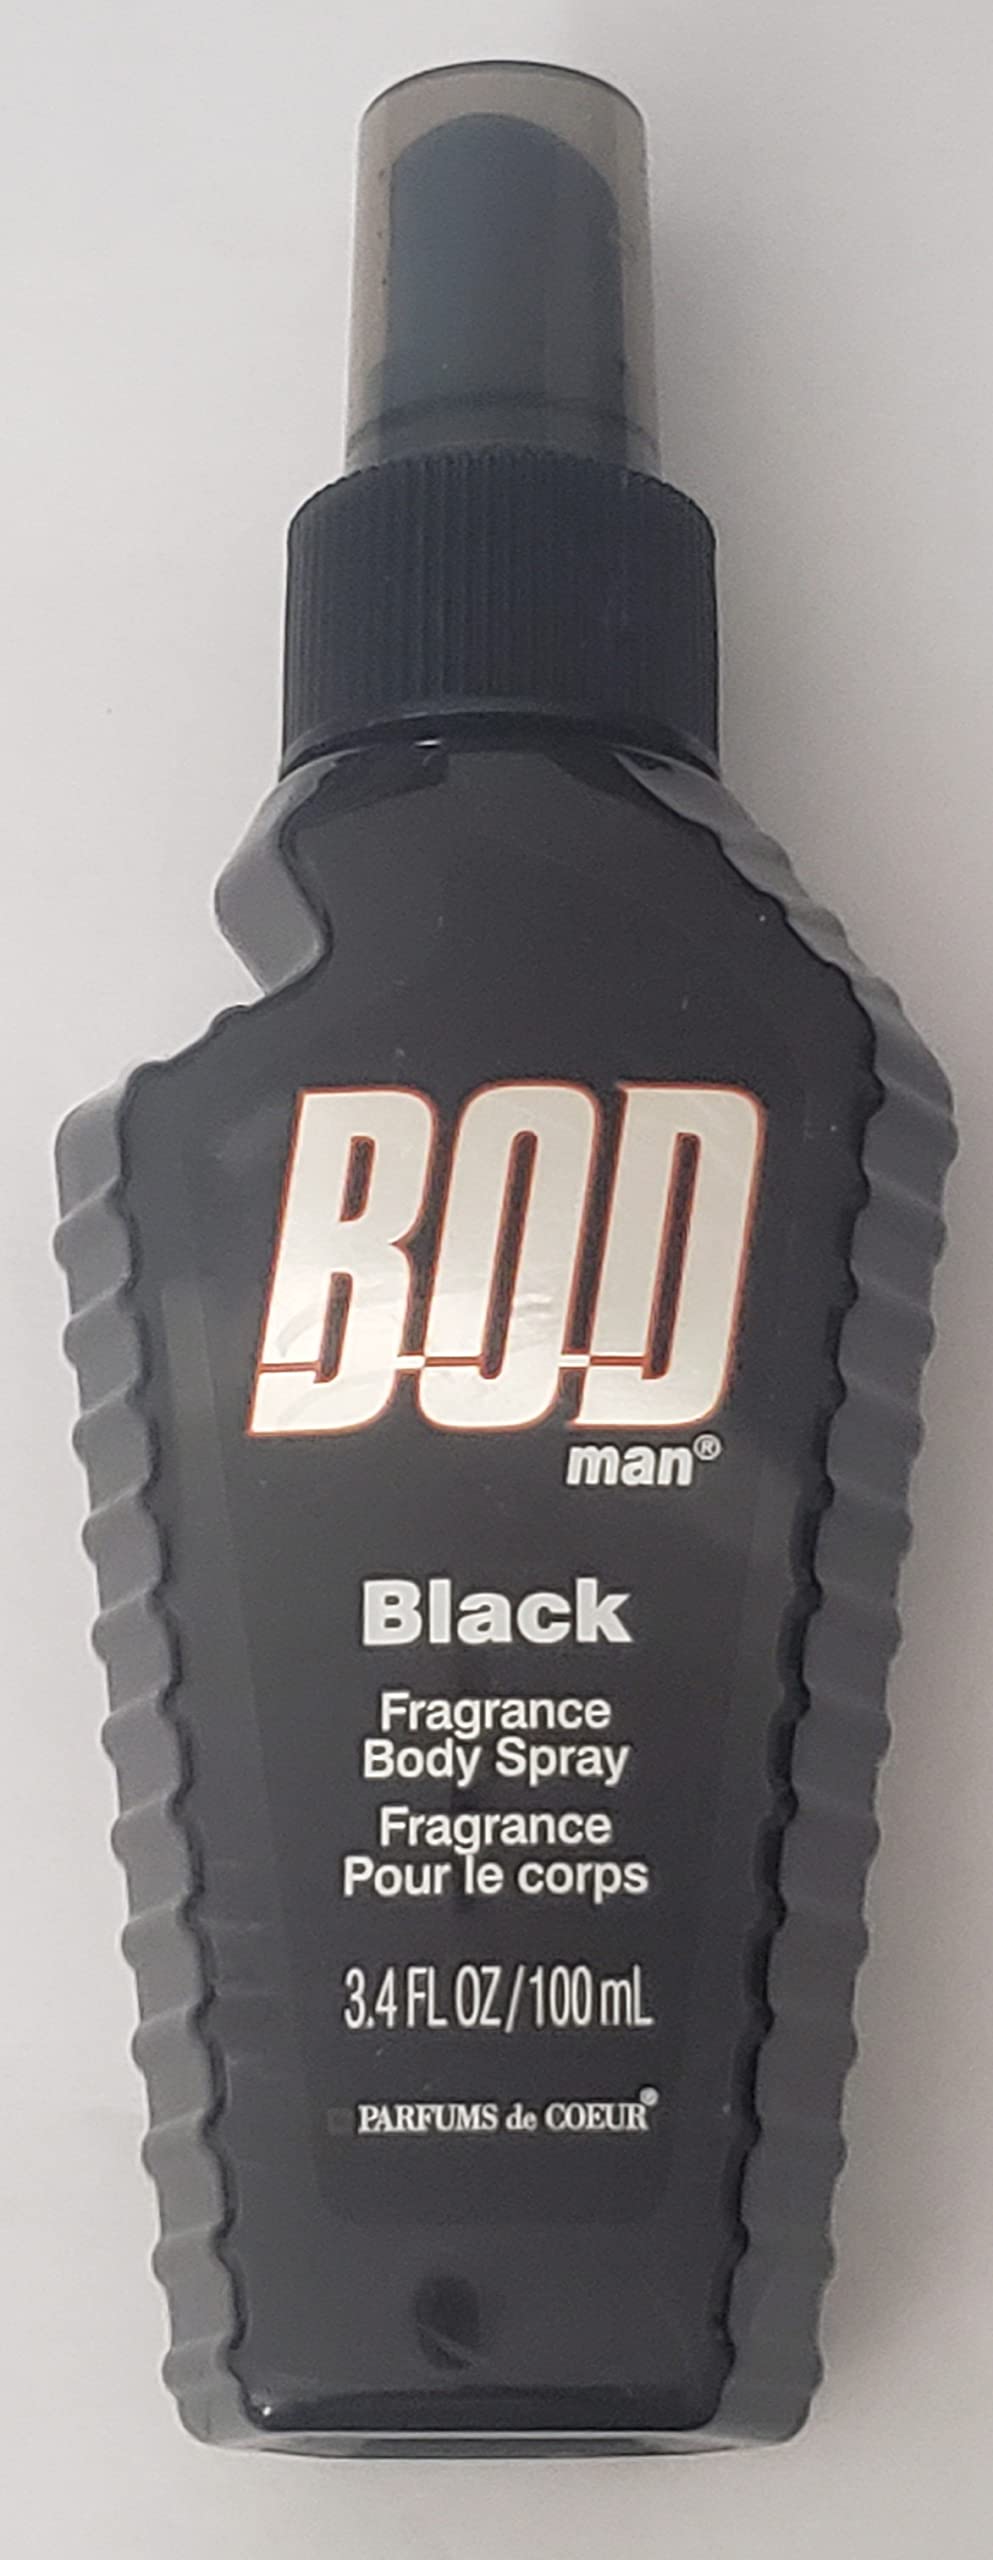 BOD
man®
Black
Fragrance
Body Spray
Fragrance
Pour le corps
3.4 FL OZ/100 mL
PARFUMS de COEUR®